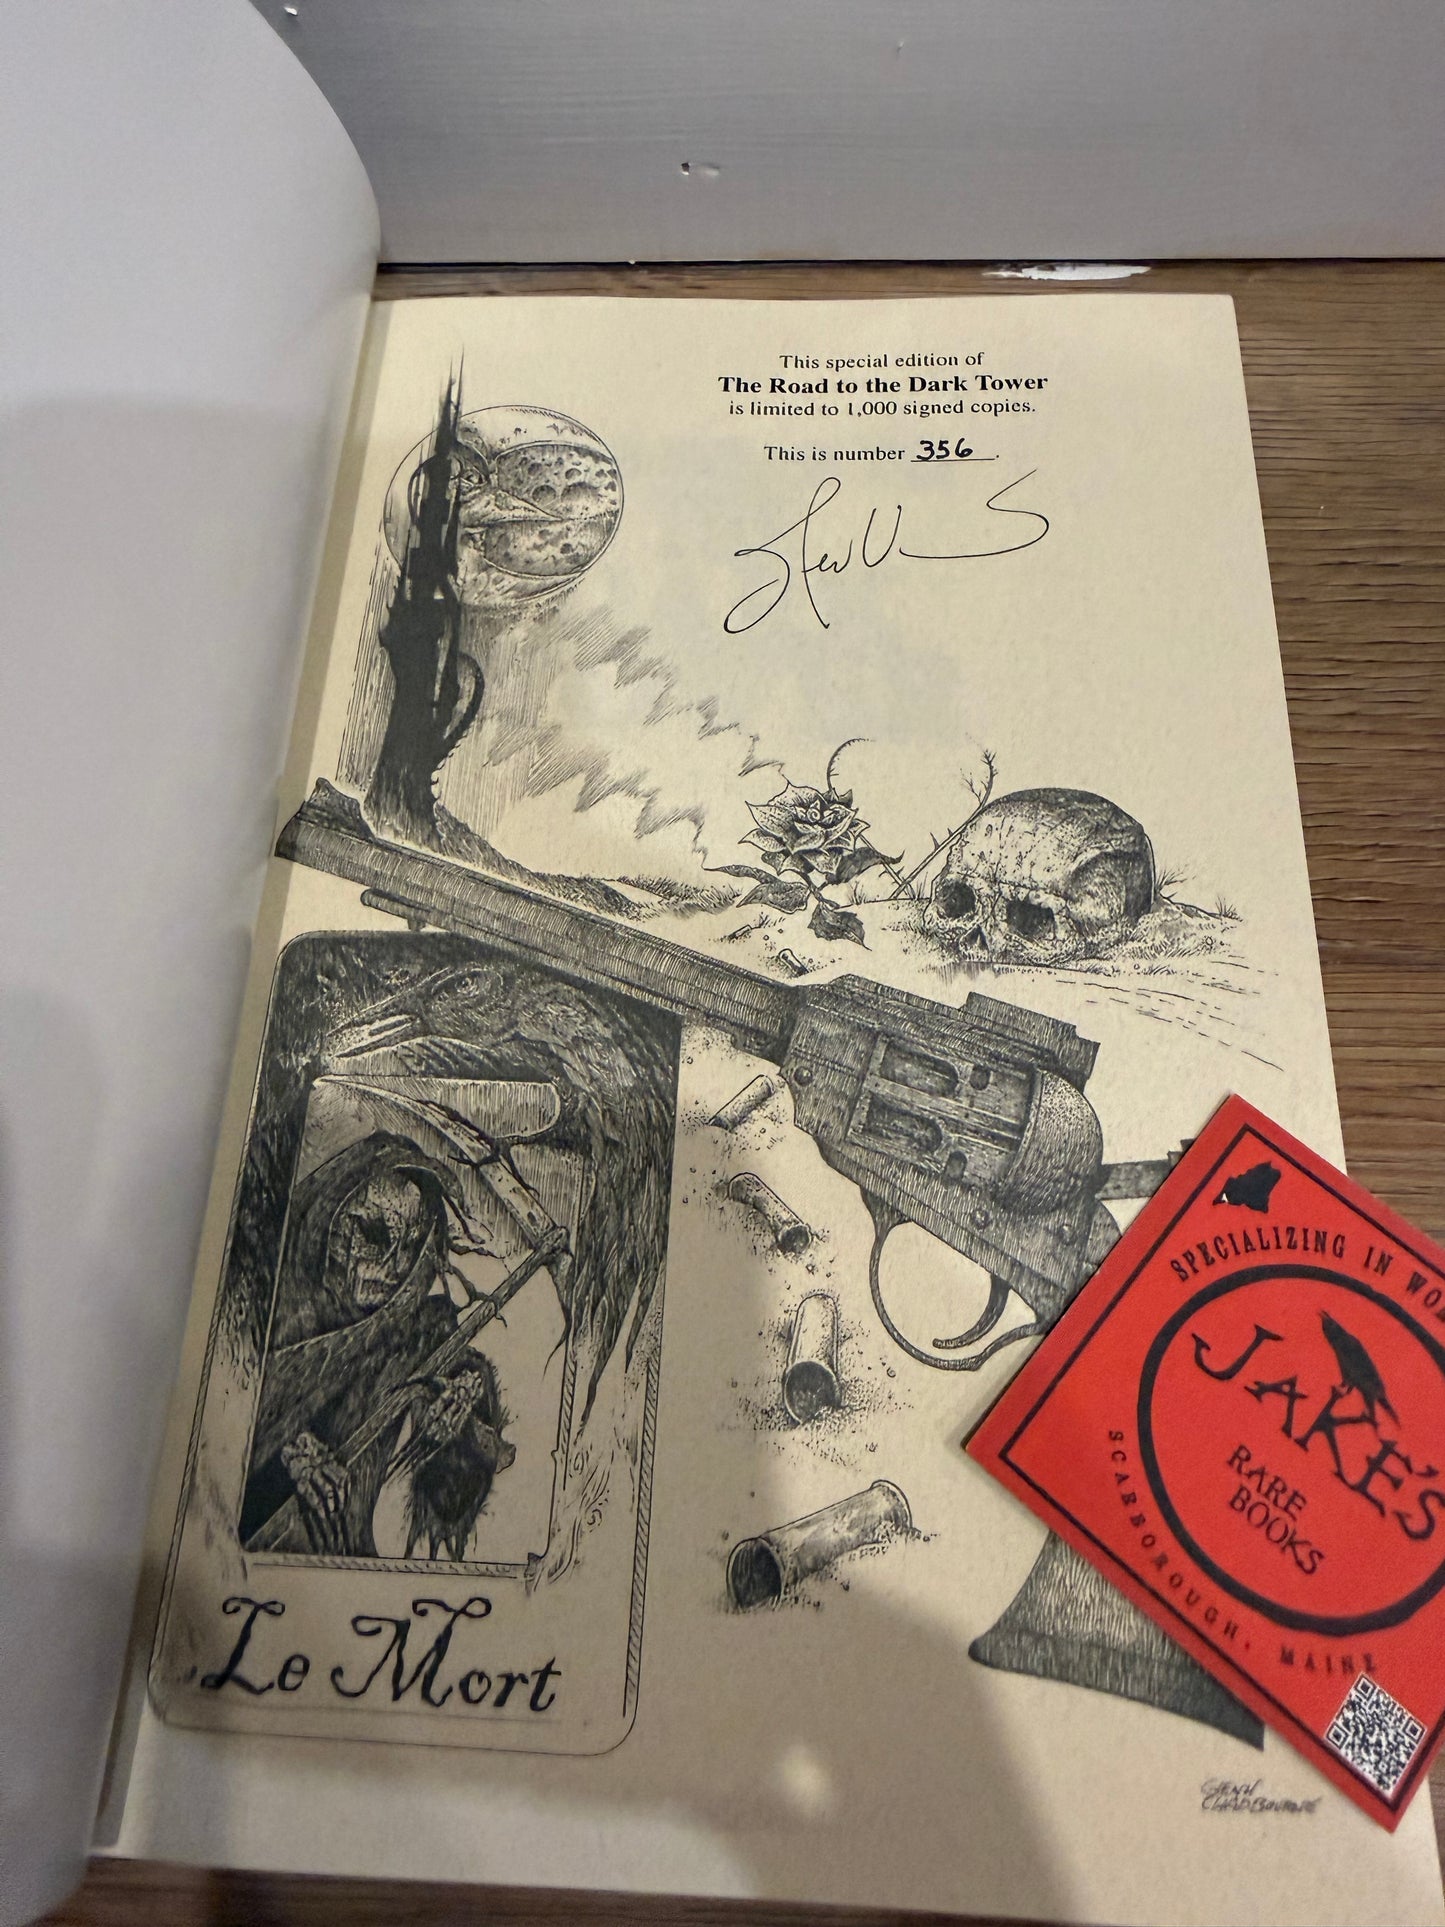 This special edition of
The Road to the Dark Tower
is limited to 1,000 signed copies.
This is number 356.
Le Mort
SPECIALIZING IN
JAKE'S
RARE
BOOKS
SCARBOROUGH, MAINE
GLENN
CHADBOURNE